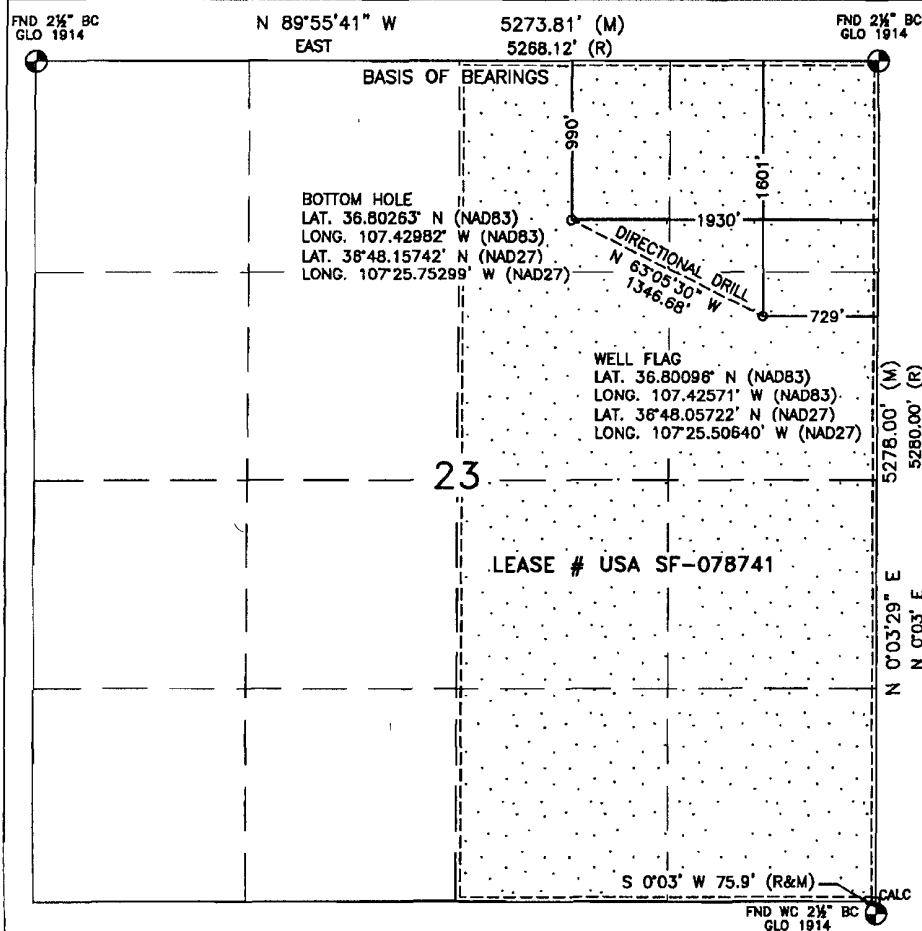 FND 2½" BC
GLO 1914
N 89°55'41" W 5273.81' (M)
EAST 5268.12' (R)
FND 2½" BC
GLO 1914
BASIS OF BEARINGS
990'
1601'
BOTTOM HOLE
LAT. 36.80263° N (NAD83)
LONG. 107.42982° W (NAD83)
LAT. 36°48.15742' N (NAD27)
LONG. 107°25.75299' W (NAD27)
1930'
DIRECTIONAL DRILL
N 63°05'30" W
1346.68'
729'
WELL FLAG
LAT. 36.80096° N (NAD83)
LONG. 107.42571° W (NAD83)
LAT. 36°48.05722' N (NAD27)
LONG. 107°25.50640' W (NAD27)
5278.00' (M)
5280.00' (R)
23
LEASE # USA SF-078741
N 0°03'29" E
N 0°03' E
S 0°03' W 75.9' (R&M)
CALC
FND WC 2½" BC
GLO 1914